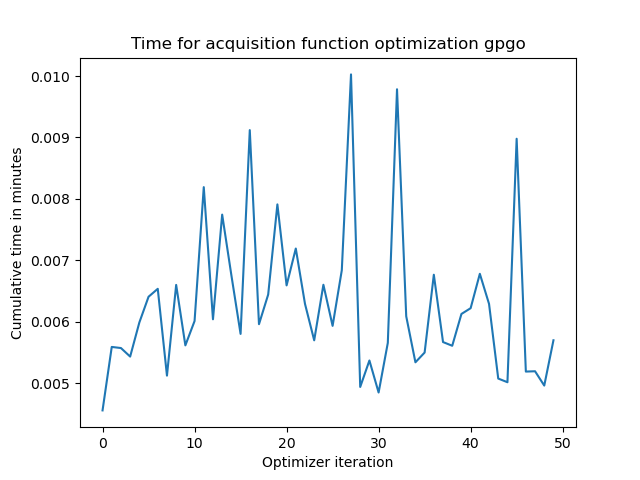 Time for acquisition function optimization gpgo
0.010
0.009
0.008
0.007
0.006
0.005
Cumulative time in minutes
0 10 20 30 40 50
Optimizer iteration